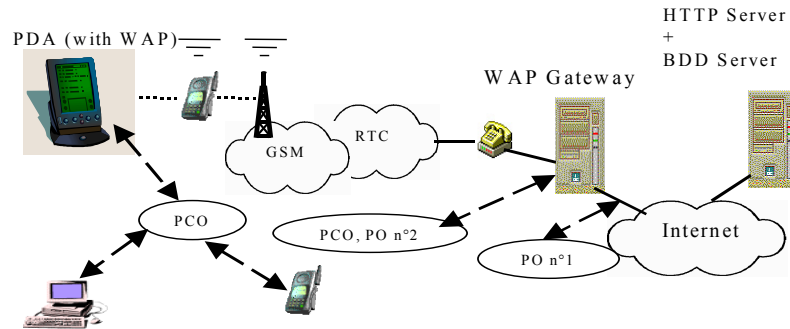 HTTP Server
+
BDD Server
PDA (with WAP)
WAP Gateway
RTC
GSM
PCO
PCO, PO n°2
PO n°1
Internet